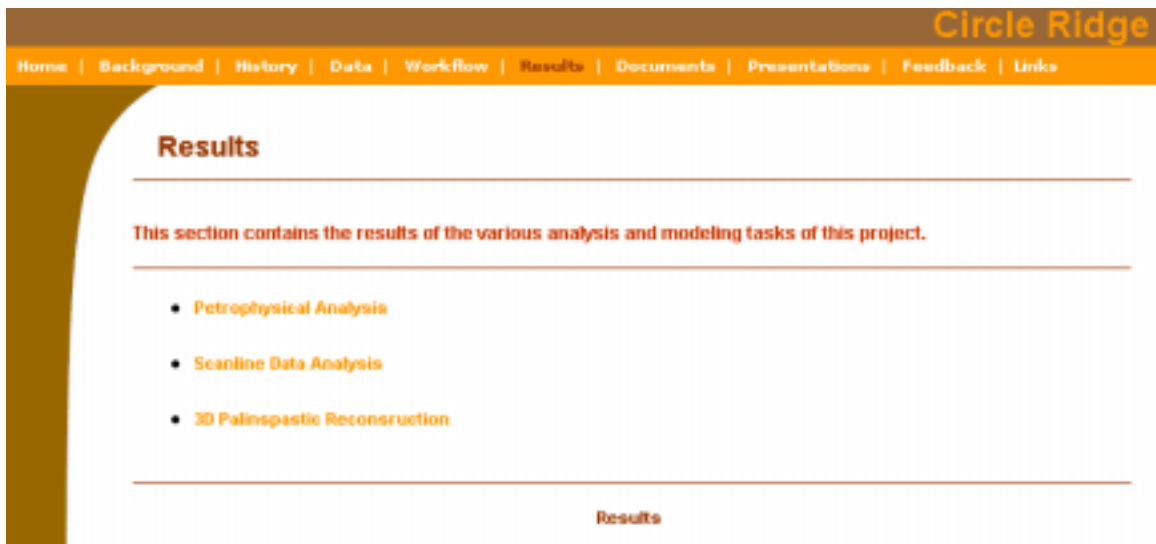 Circle Ridge
Home | Background | History | Data | Workflow | Results | Documents | Presentations | Feedback | Links
Results
This section contains the results of the various analysis and modeling tasks of this project.
• Petrophysical Analysis
• Scanline Data Analysis
• 3D Palinspastic Reconsruction
Results